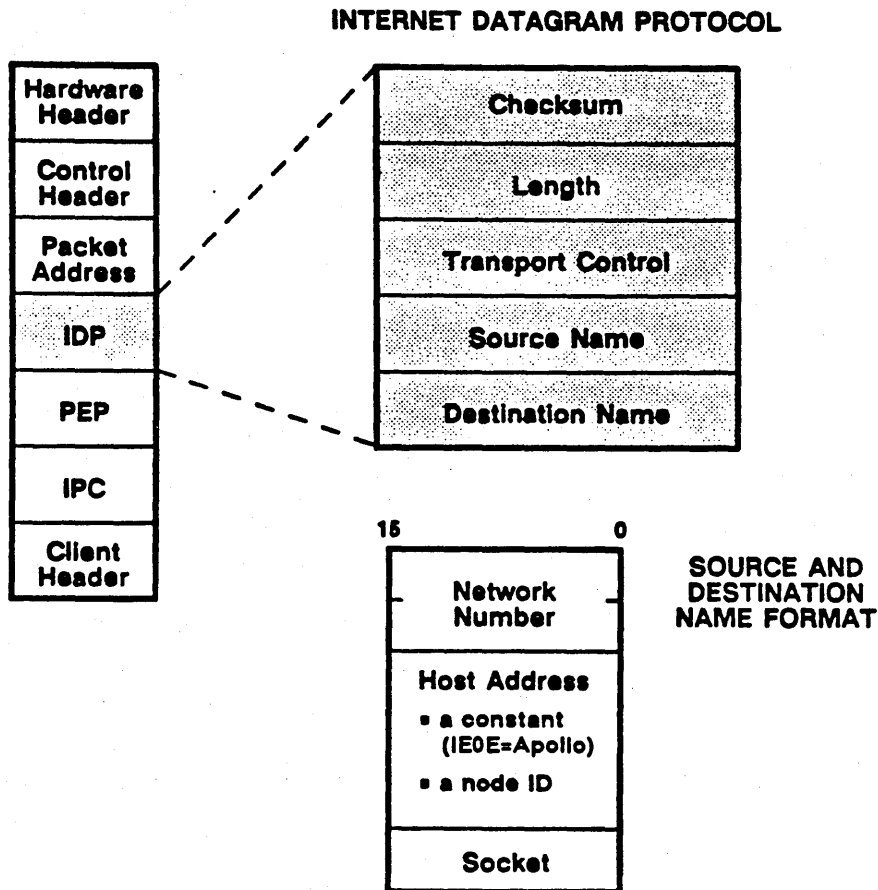 INTERNET DATAGRAM PROTOCOL
Hardware
Header
Control
Header
Packet
Address
IDP
PEP
IPC
Client
Header
Checksum
Length
Transport Control
Source Name
Destination Name
15
0
Network
Number
Host Address
▪ a constant
(IE0E=Apollo)
▪ a node ID
Socket
SOURCE AND
DESTINATION
NAME FORMAT